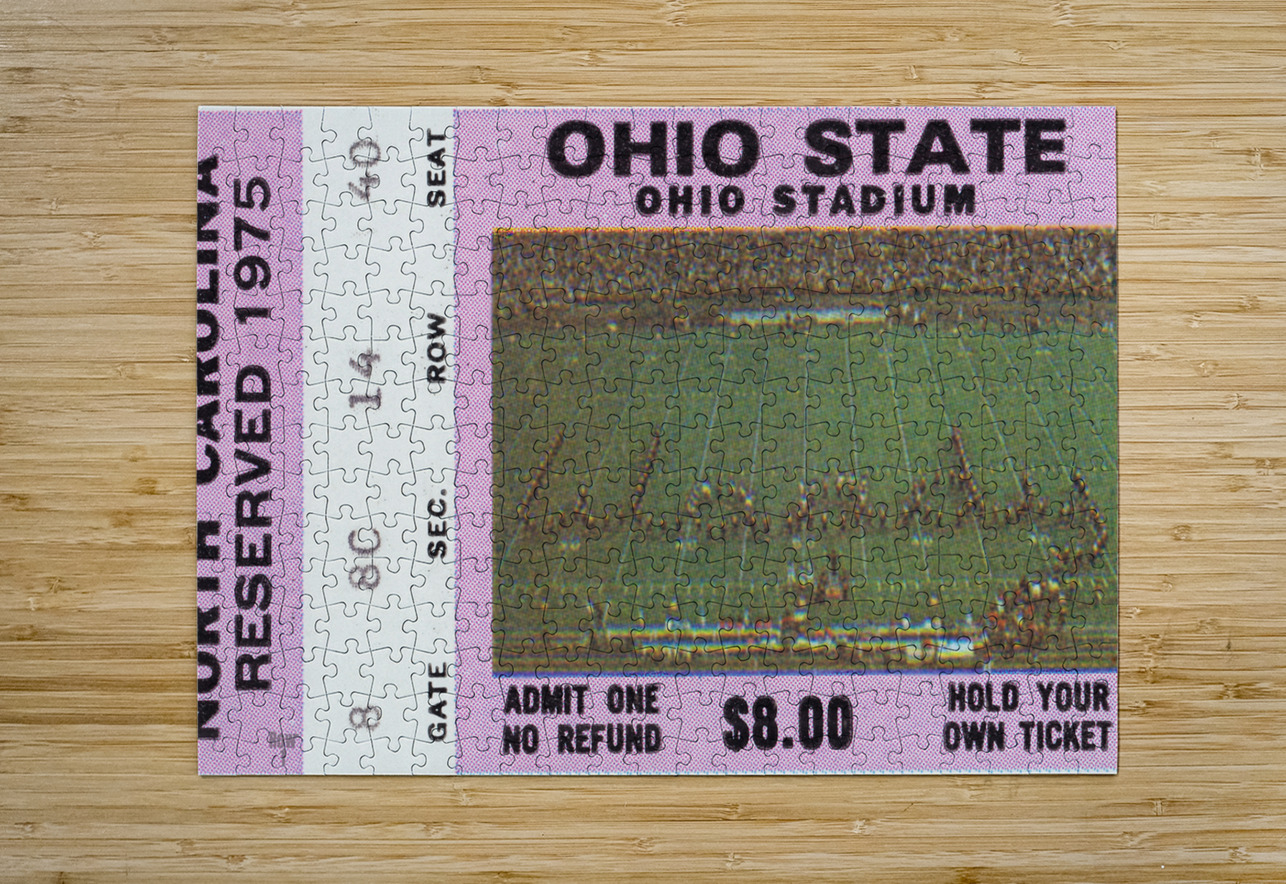 NORTH CAROLINA
RESERVED 1975
40
SEAT
14
ROW
8C
SEC.
8
GATE
OHIO STATE
OHIO STADIUM
ADMIT ONE
NO REFUND
$8.00
HOLD YOUR
OWN TICKET